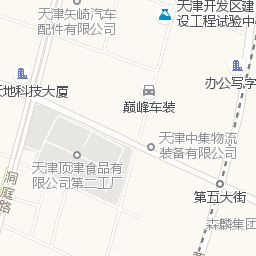 天津矢崎汽车
配件有限公司
天津开发区建
设工程试验中
办公写字
天地科技大厦
巅峰车装
天津中集物流
装备有限公司
天津顶津食品有
限公司第二工厂
洞庭路
第五大街
森麟集团